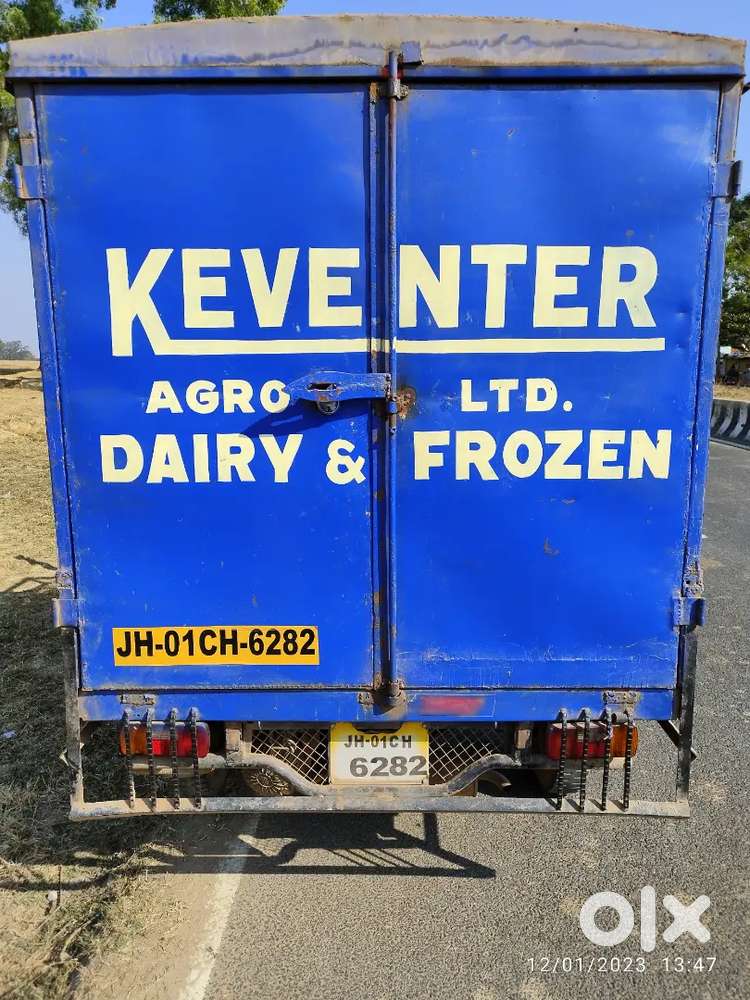 KEVENTER
AGRO LTD.
DAIRY & FROZEN
JH-01CH-6282
JH-01CH
6282
olx
12/01/2023 13:47